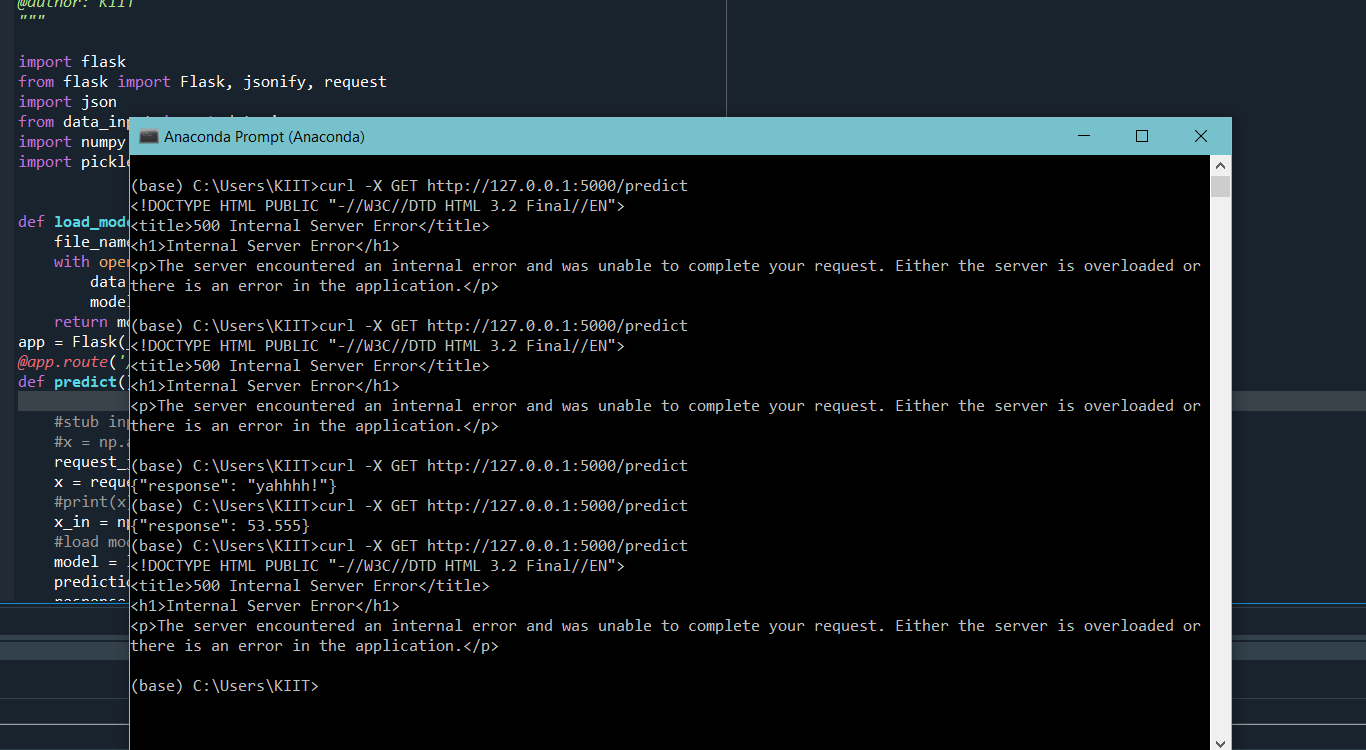 @author: KIIT
"""
import flask
from flask import Flask, jsonify, request
import json
from
import numpy
import
def
file_name
with open
data
return
app = Flask(
@app.route('/
def predict()
#stub
#x =
x =
#print(x
x_in =
#load
model =
Anaconda Prompt (Anaconda)
(base) C:\Users\KIIT>curl -X GET http://127.0.0.1:5000/predict
<!DOCTYPE HTML PUBLIC "-//W3C//DTD HTML 3.2 Final//EN">
<title>500 Internal Server Error</title>
<h1>Internal Server Error</h1>
<p>The server encountered an internal error and was unable to complete your request. Either the server is overloaded or
there is an error in the application.</p>
(base) C:\Users\KIIT>curl -X GET http://127.0.0.1:5000/predict
<!DOCTYPE HTML PUBLIC "-//W3C//DTD HTML 3.2 Final//EN">
<title>500 Internal Server Error</title>
<h1>Internal Server Error</h1>
<p>The server encountered an internal error and was unable to complete your request. Either the server is overloaded or
there is an error in the application.</p>
(base) C:\Users\KIIT>curl -X GET http://127.0.0.1:5000/predict
{"response": "yahhhh!"}
(base) C:\Users\KIIT>curl -X GET http://127.0.0.1:5000/predict
{"response": 53.555}
(base) C:\Users\KIIT>curl -X GET http://127.0.0.1:5000/predict
<!DOCTYPE HTML PUBLIC "-//W3C//DTD HTML 3.2 Final//EN">
<title>500 Internal Server Error</title>
<h1>Internal Server Error</h1>
<p>The server encountered an internal error and was unable to complete your request. Either the server is overloaded or
there is an error in the application.</p>
(base) C:\Users\KIIT>